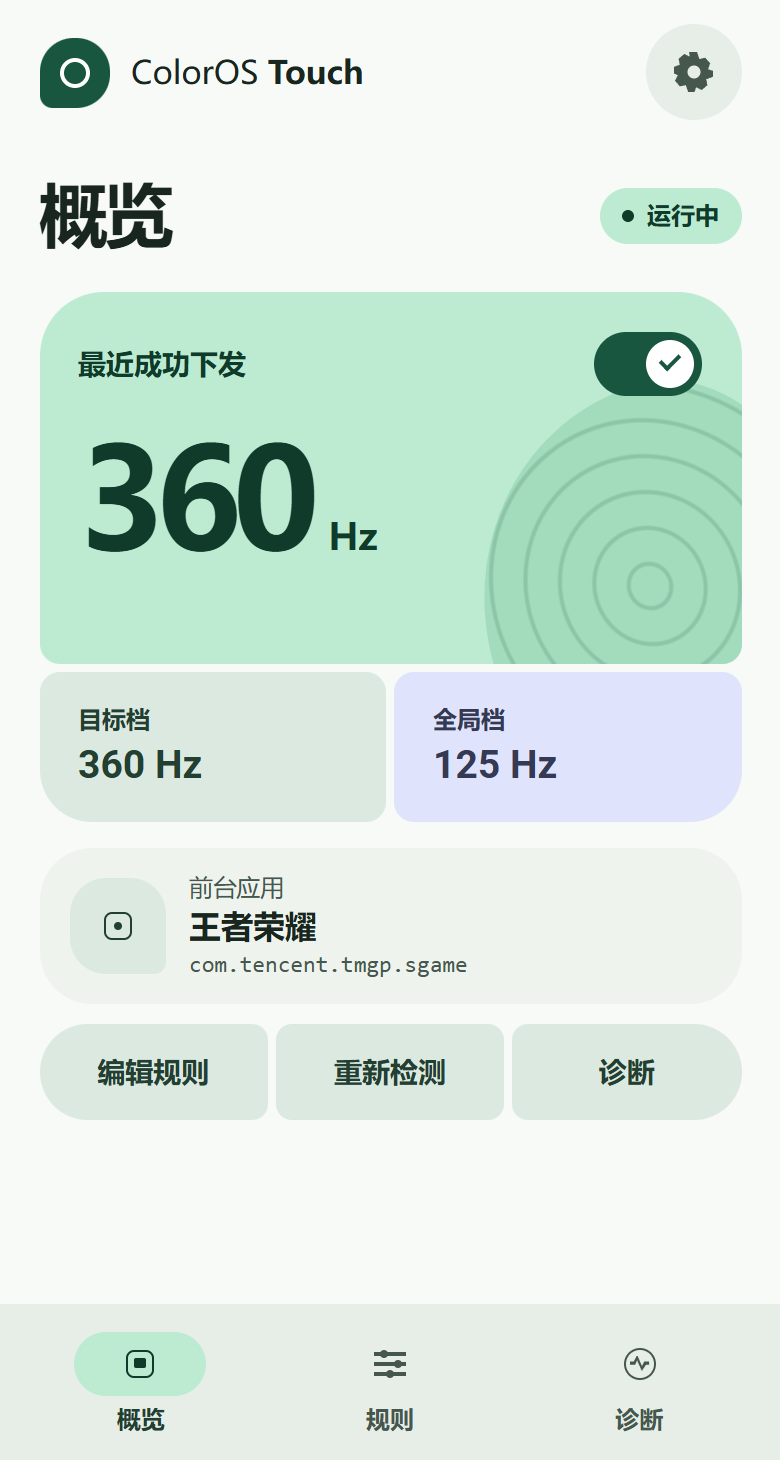 ColorOS Touch
概览
运行中
最近成功下发
360 Hz
目标档
360 Hz
全局档
125 Hz
前台应用
王者荣耀
com.tencent.tmgp.sgame
编辑规则
重新检测
诊断
概览
规则
诊断